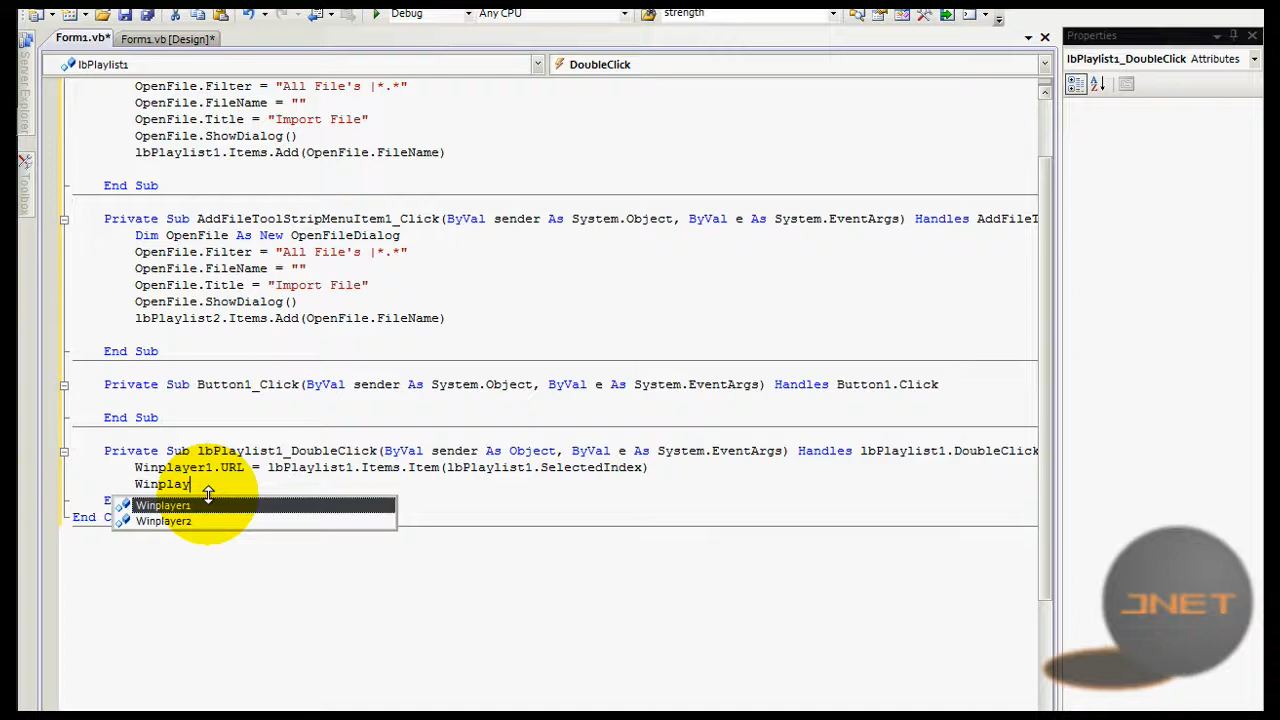 Debug Any CPU strength
Form1.vb* Form1.vb [Design]* Properties
lbPlaylist1 DoubleClick lbPlaylist1_DoubleClick Attributes
Server Explorer
Toolbox
OpenFile.Filter = "All File's |*.*"
OpenFile.FileName = ""
OpenFile.Title = "Import File"
OpenFile.ShowDialog()
lbPlaylist1.Items.Add(OpenFile.FileName)
End Sub
Private Sub AddFileToolStripMenuItem1_Click(ByVal sender As System.Object, ByVal e As System.EventArgs) Handles AddFileT
Dim OpenFile As New OpenFileDialog
OpenFile.Filter = "All File's |*.*"
OpenFile.FileName = ""
OpenFile.Title = "Import File"
OpenFile.ShowDialog()
lbPlaylist2.Items.Add(OpenFile.FileName)
End Sub
Private Sub Button1_Click(ByVal sender As System.Object, ByVal e As System.EventArgs) Handles Button1.Click
End Sub
Private Sub lbPlaylist1_DoubleClick(ByVal sender As Object, ByVal e As System.EventArgs) Handles lbPlaylist1.DoubleClick
Winplayer1.URL = lbPlaylist1.Items.Item(lbPlaylist1.SelectedIndex)
Winplay
E
Winplayer1
End C
Winplayer2
JNET